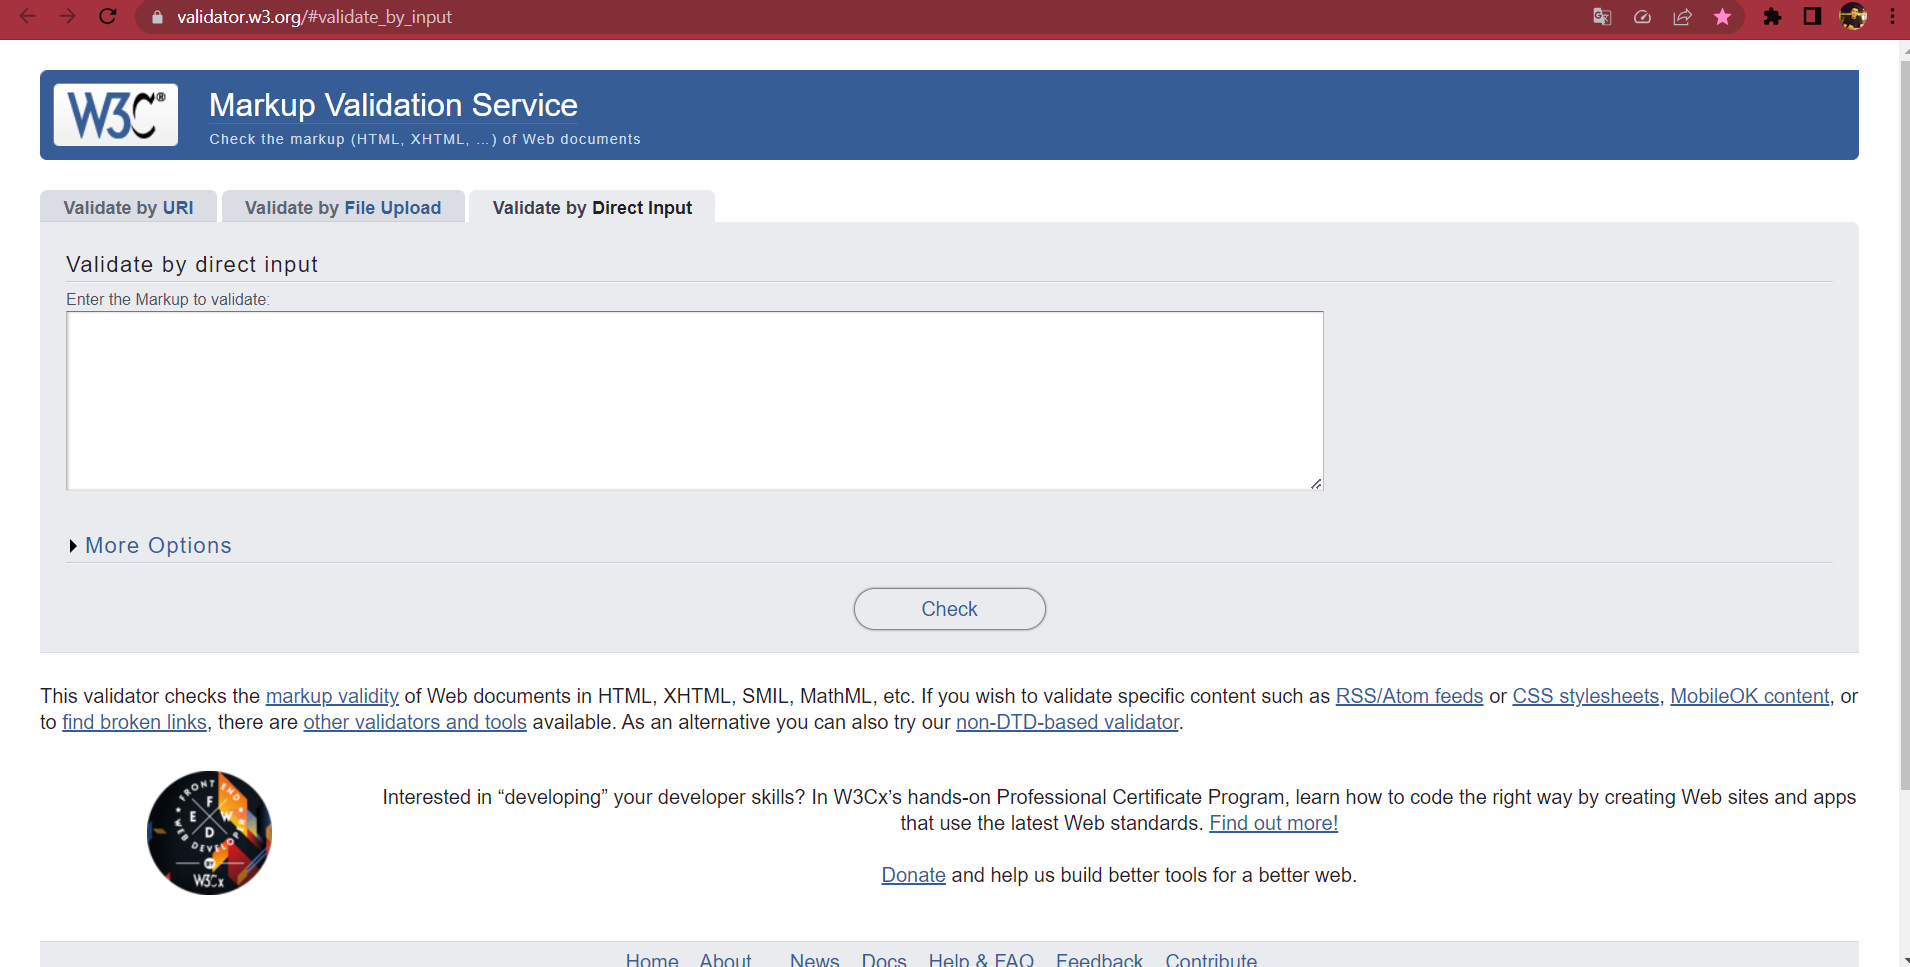 validator.w3.org/#validate_by_input
W3C®
Markup Validation Service
Check the markup (HTML, XHTML, …) of Web documents
Validate by URI
Validate by File Upload
Validate by Direct Input
Validate by direct input
Enter the Markup to validate:
More Options
Check
This validator checks the markup validity of Web documents in HTML, XHTML, SMIL, MathML, etc. If you wish to validate specific content such as RSS/Atom feeds or CSS stylesheets, MobileOK content, or
to find broken links, there are other validators and tools available. As an alternative you can also try our non-DTD-based validator.
FRONT END
WEB DEVELOPER
F
E W
D
BY
W3Cx
Interested in “developing” your developer skills? In W3Cx’s hands-on Professional Certificate Program, learn how to code the right way by creating Web sites and apps
that use the latest Web standards. Find out more!
Donate and help us build better tools for a better web.
Home About News Docs Help & FAQ Feedback Contribute